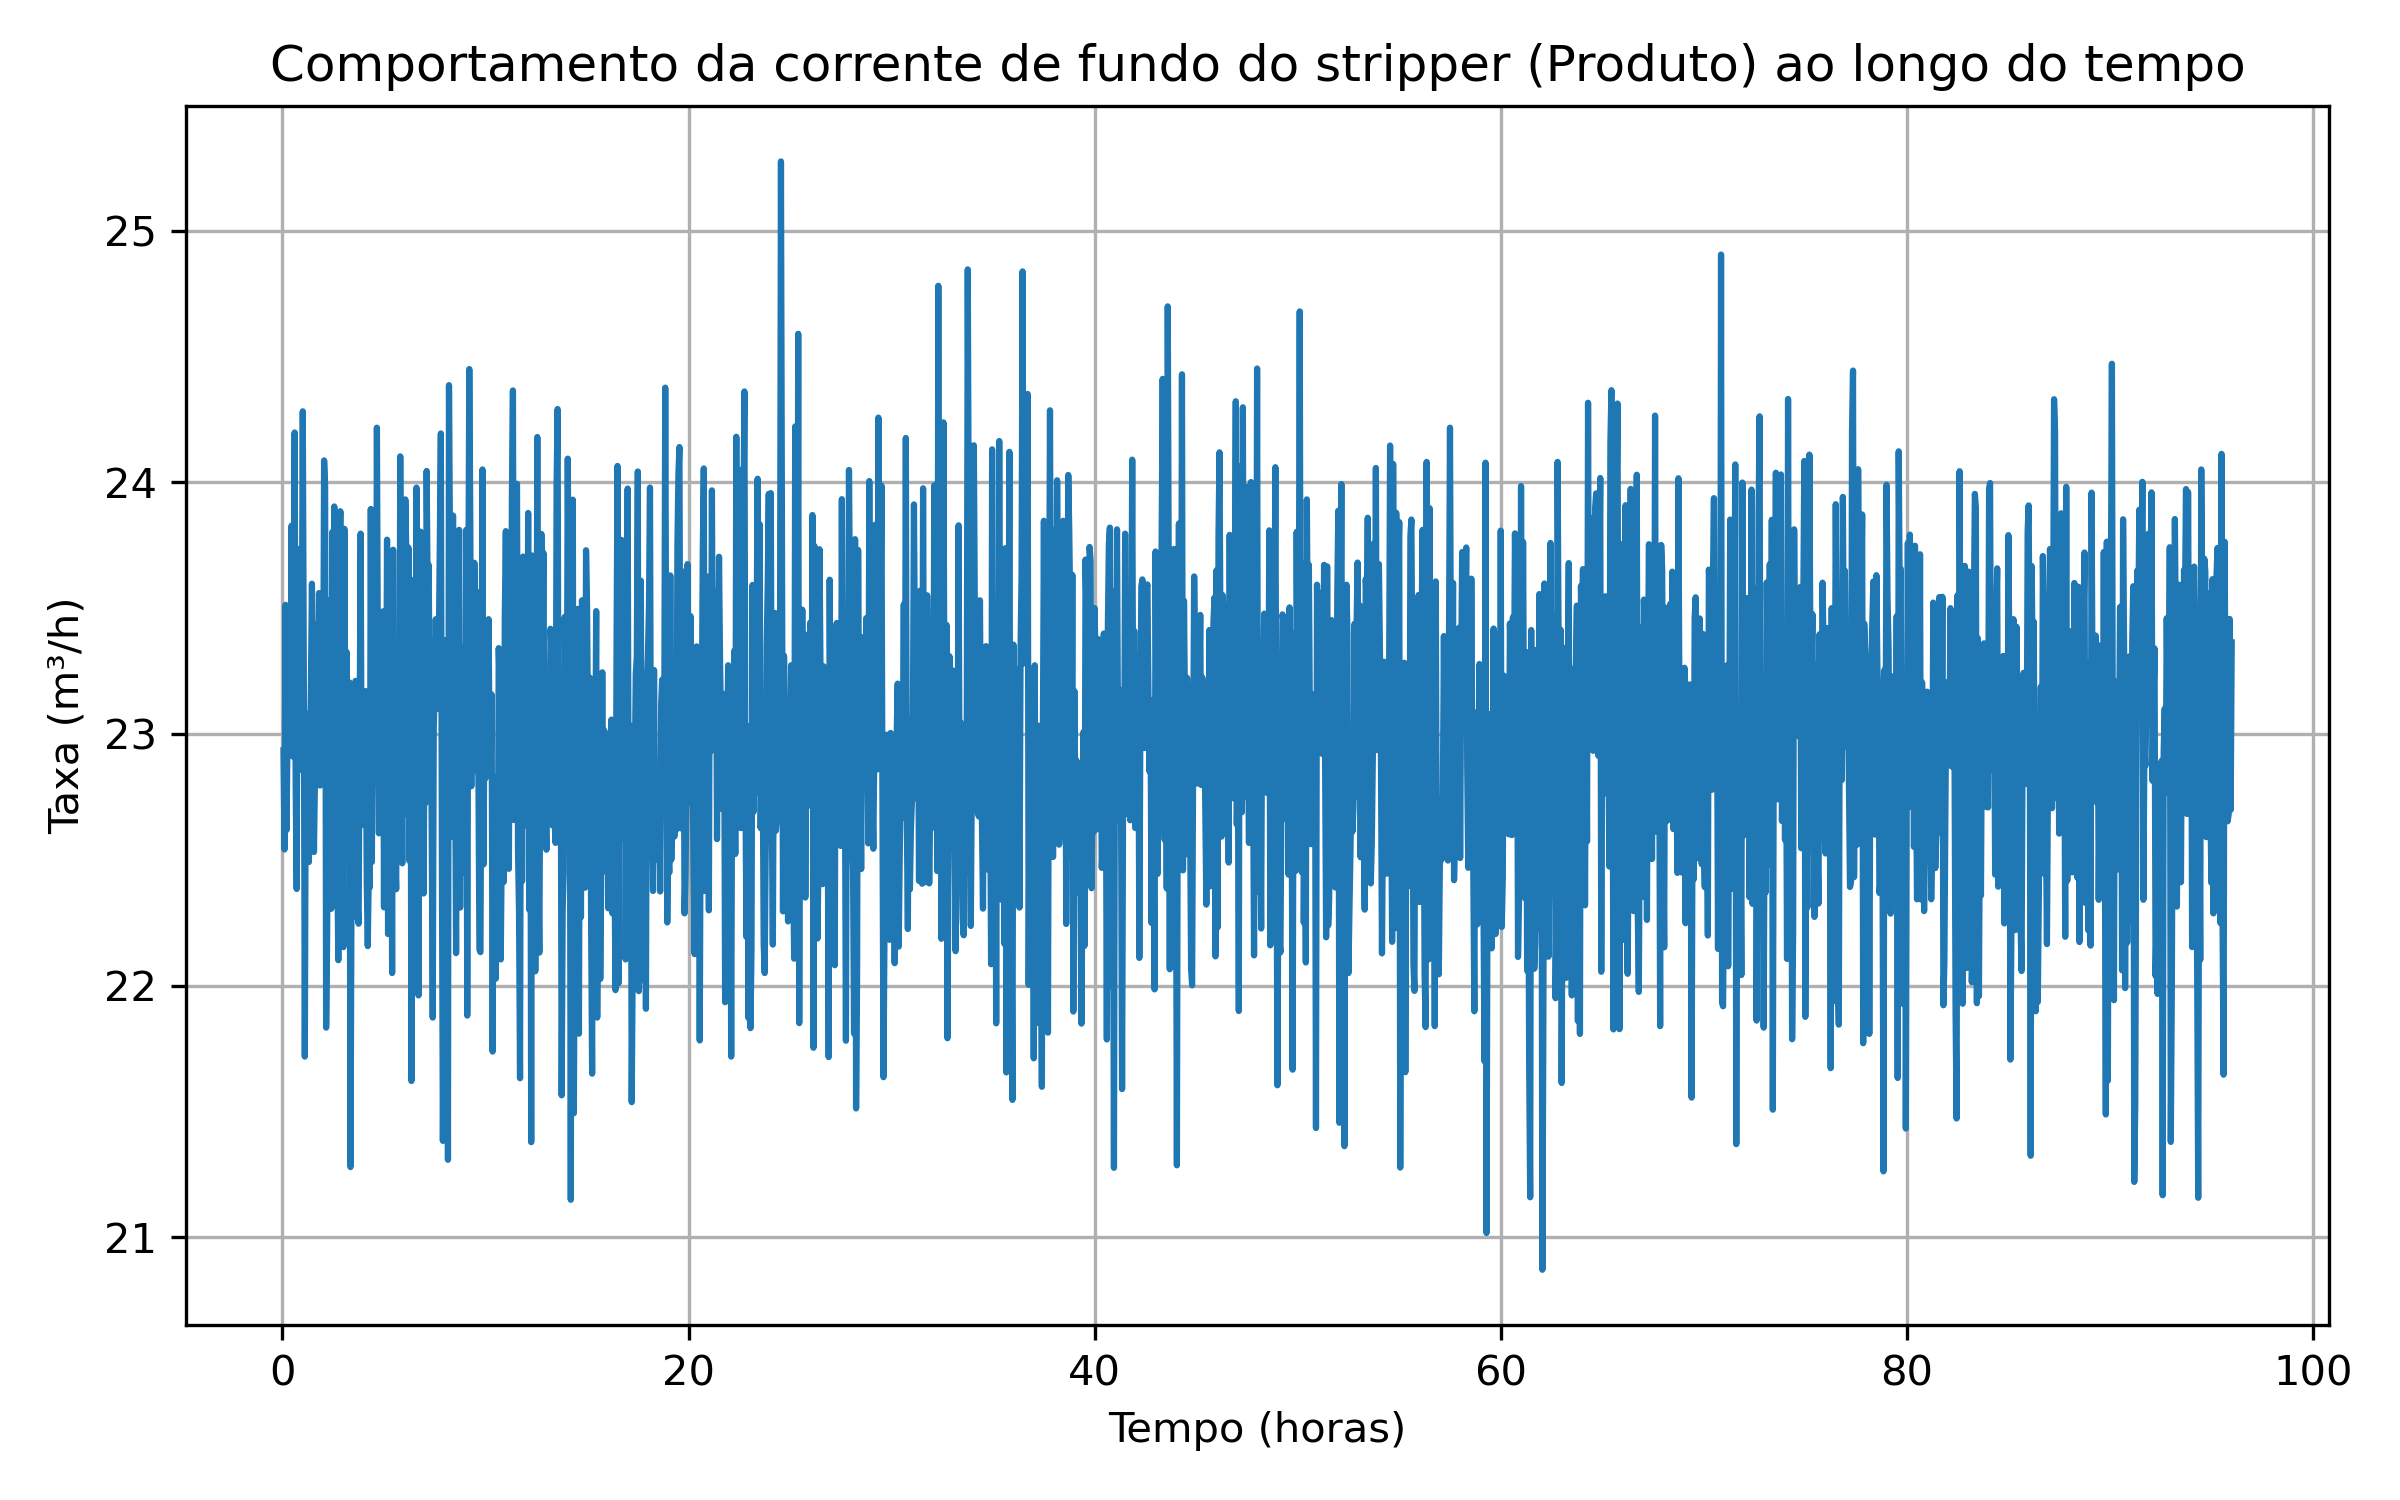 Comportamento da corrente de fundo do stripper (Produto) ao longo do tempo
25
24
23
22
21
Taxa (m³/h)
0 20 40 60 80 100
Tempo (horas)